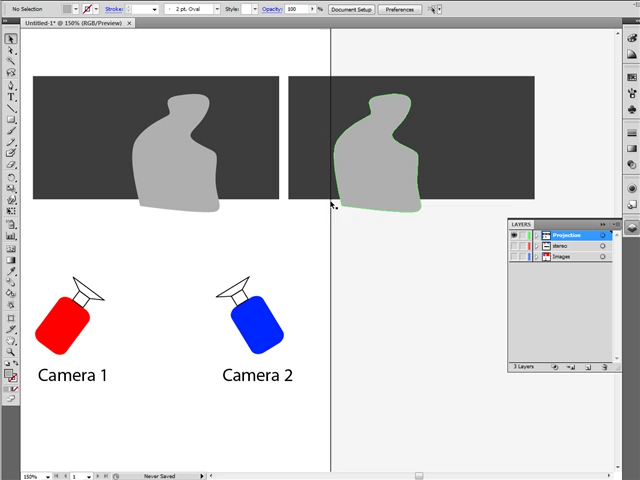 No Selection
Stroke:
2 pt. Oval
Style:
Opacity:
100
%
Document Setup
Preferences
Untitled-1* @ 150% (RGB/Preview)
LAYERS
Projection
stereo
Images
3 Layers
Camera 1
Camera 2
150%
1
Never Saved